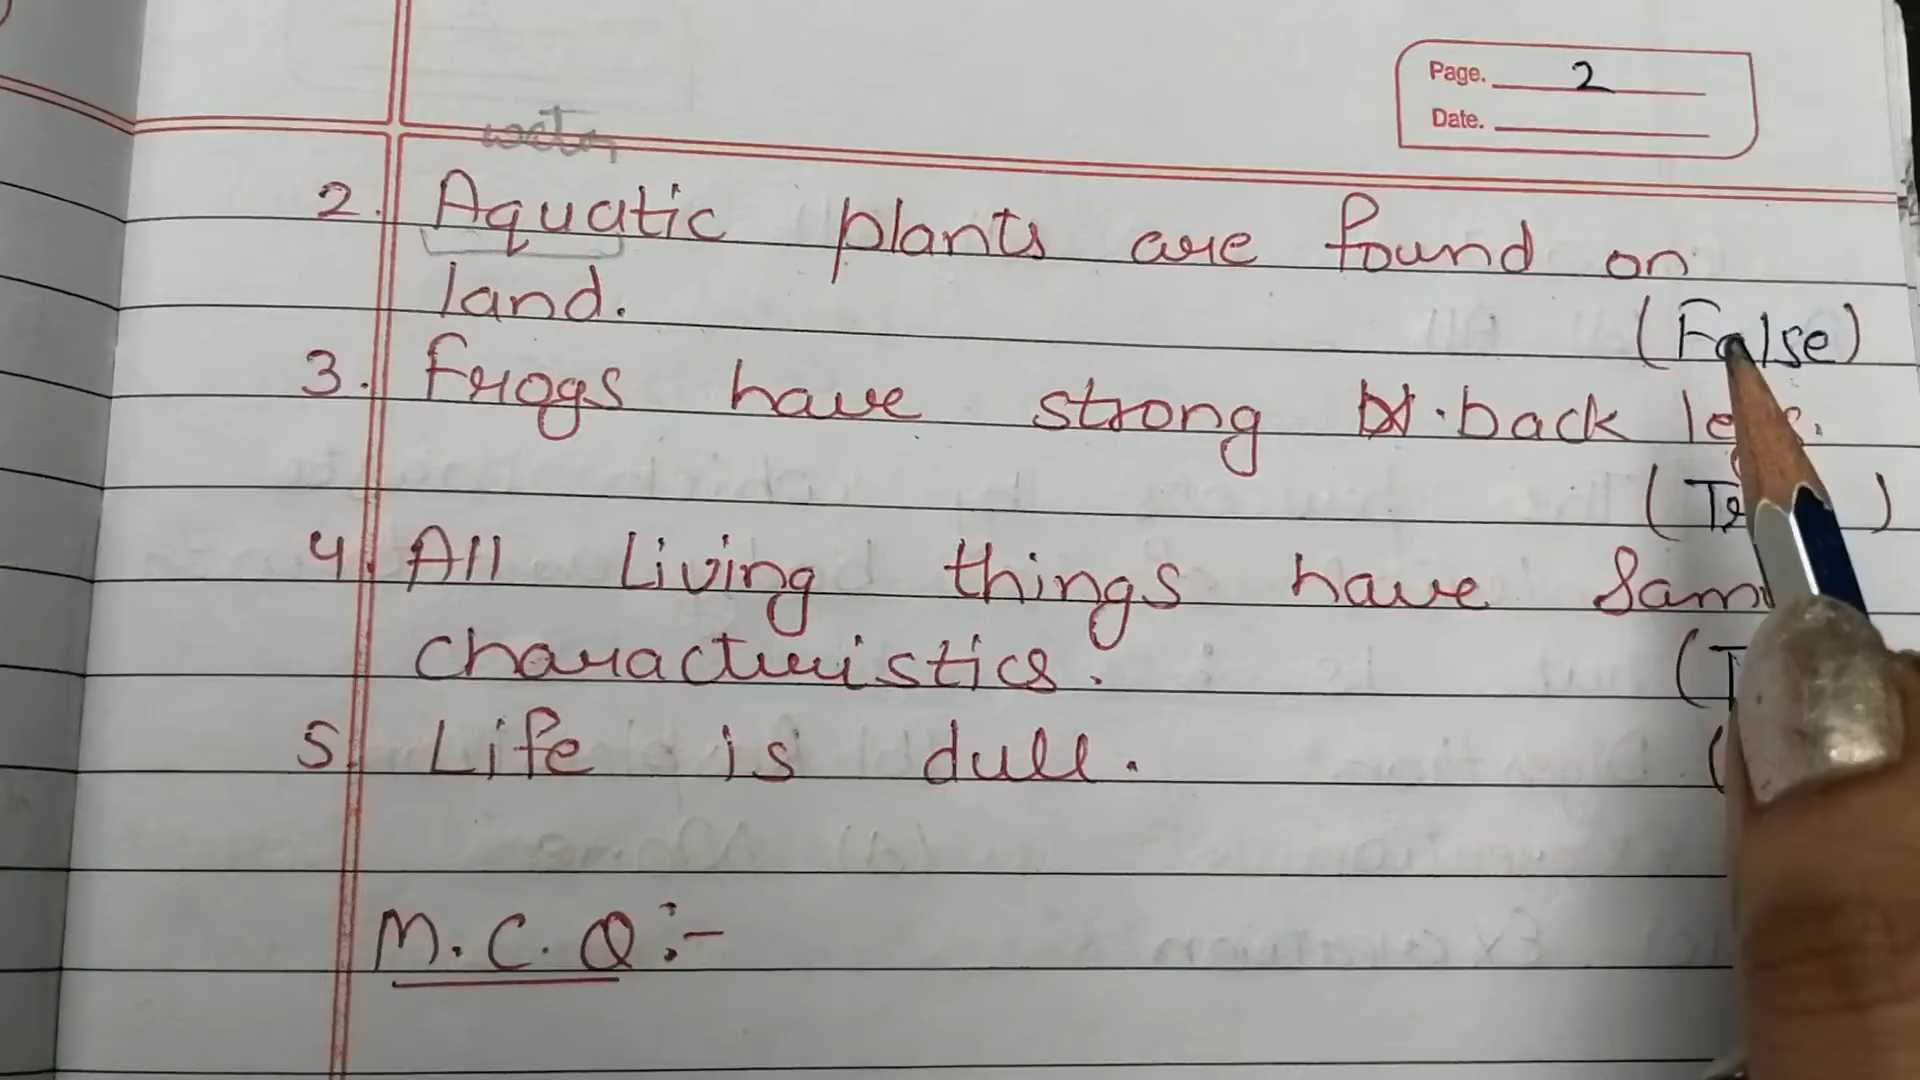 Page. 2
Date.
water
2. Aquatic plants are found on
land.
(False)
3. Frogs have strong back legs.
4. All Living things have
characteristics.
5. Life is dull.
M.C.Q :-